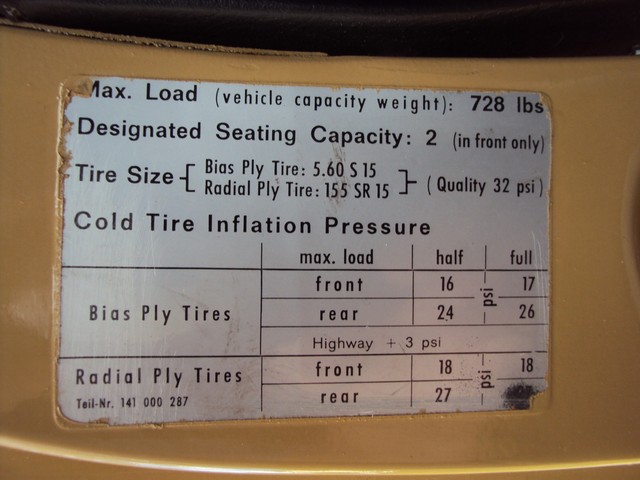 Max. Load (vehicle capacity weight): 728 lbs
Designated Seating Capacity: 2 (in front only)
Tire Size { Bias Ply Tire: 5.60 S 15
Radial Ply Tire: 155 SR 15 } (Quality 32 psi)
Cold Tire Inflation Pressure
max. load half full
Bias Ply Tires front 16 psi 17
rear 24 26
Highway + 3 psi
Radial Ply Tires front 18 psi 18
rear 27
Teil-Nr. 141 000 287